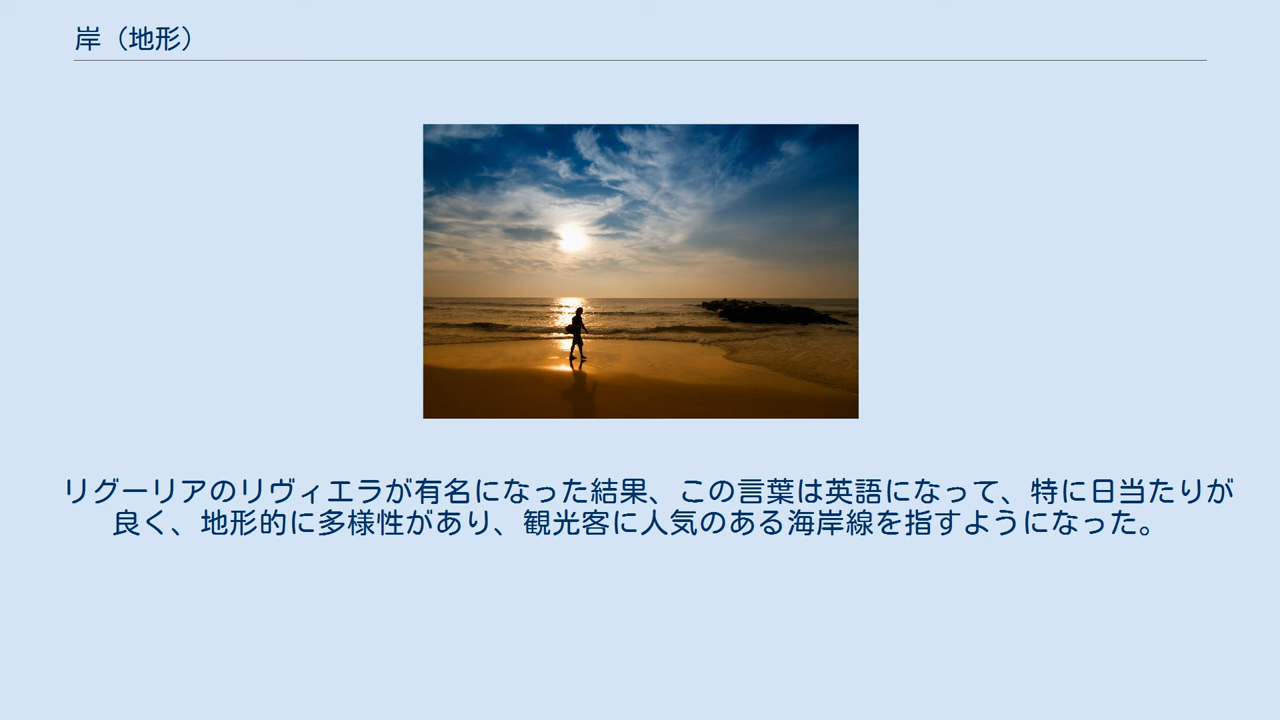 岸（地形）
リグーリアのリヴィエラが有名になった結果、この言葉は英語になって、特に日当たりが
良く、地形的に多様性があり、観光客に人気のある海岸線を指すようになった。